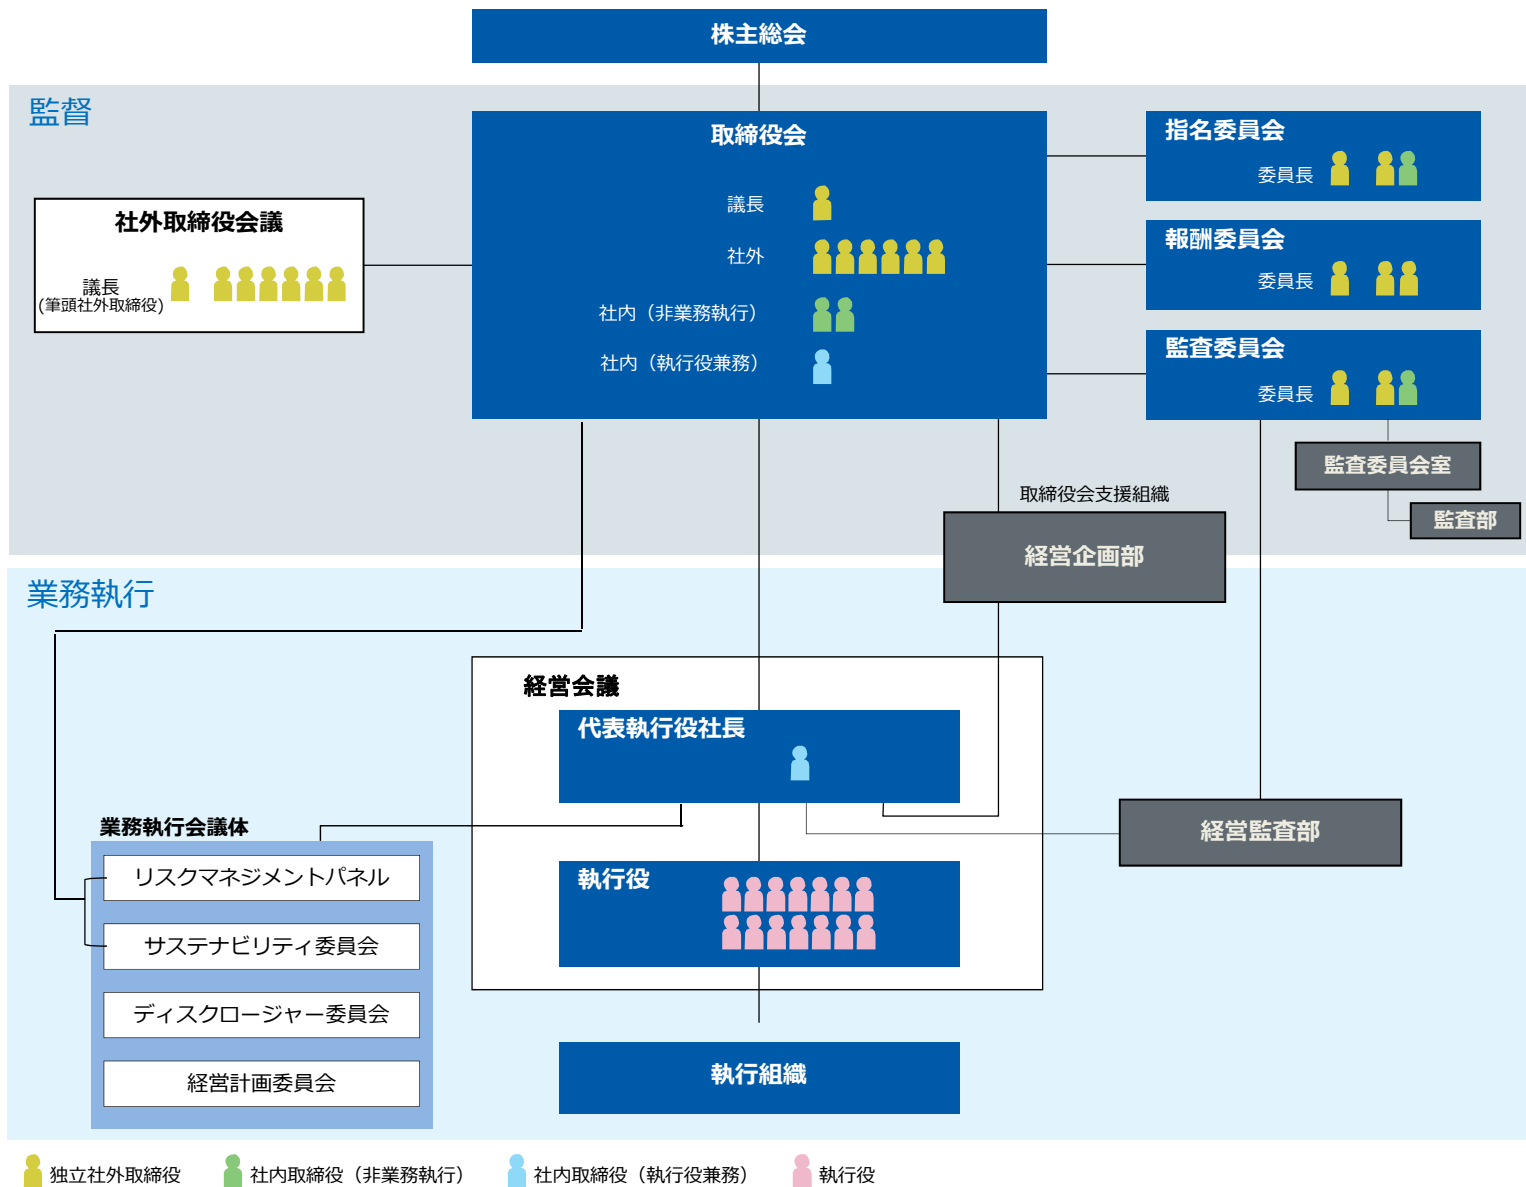 株主総会
監督
取締役会
議長
社外
社内（非業務執行）
社内（執行役兼務）
社外取締役会議
議長
(筆頭社外取締役)
指名委員会
委員長
報酬委員会
委員長
監査委員会
委員長
監査委員会室
監査部
取締役会支援組織
経営企画部
業務執行
経営会議
代表執行役社長
業務執行会議体
リスクマネジメントパネル
サステナビリティ委員会
ディスクロージャー委員会
経営計画委員会
経営監査部
執行役
執行組織
独立社外取締役
社内取締役（非業務執行）
社内取締役（執行役兼務）
執行役